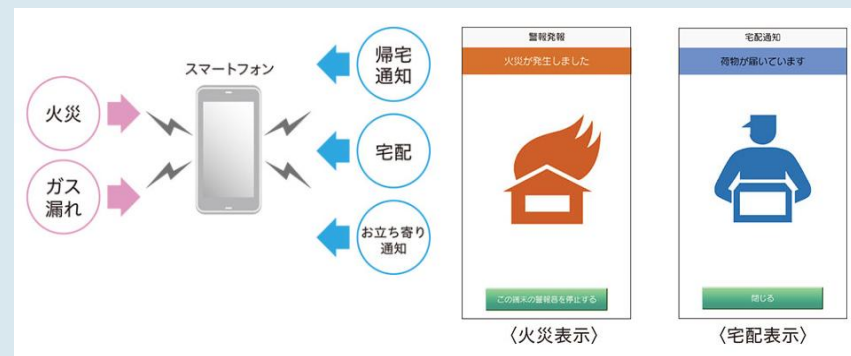 スマートフォン
火災
ガス
漏れ
帰宅
通知
宅配
お立ち寄り
通知
警報発報
火災が発生しました
この端末の警報音を停止する
〈火災表示〉
宅配通知
荷物が届いています
閉じる
〈宅配表示〉